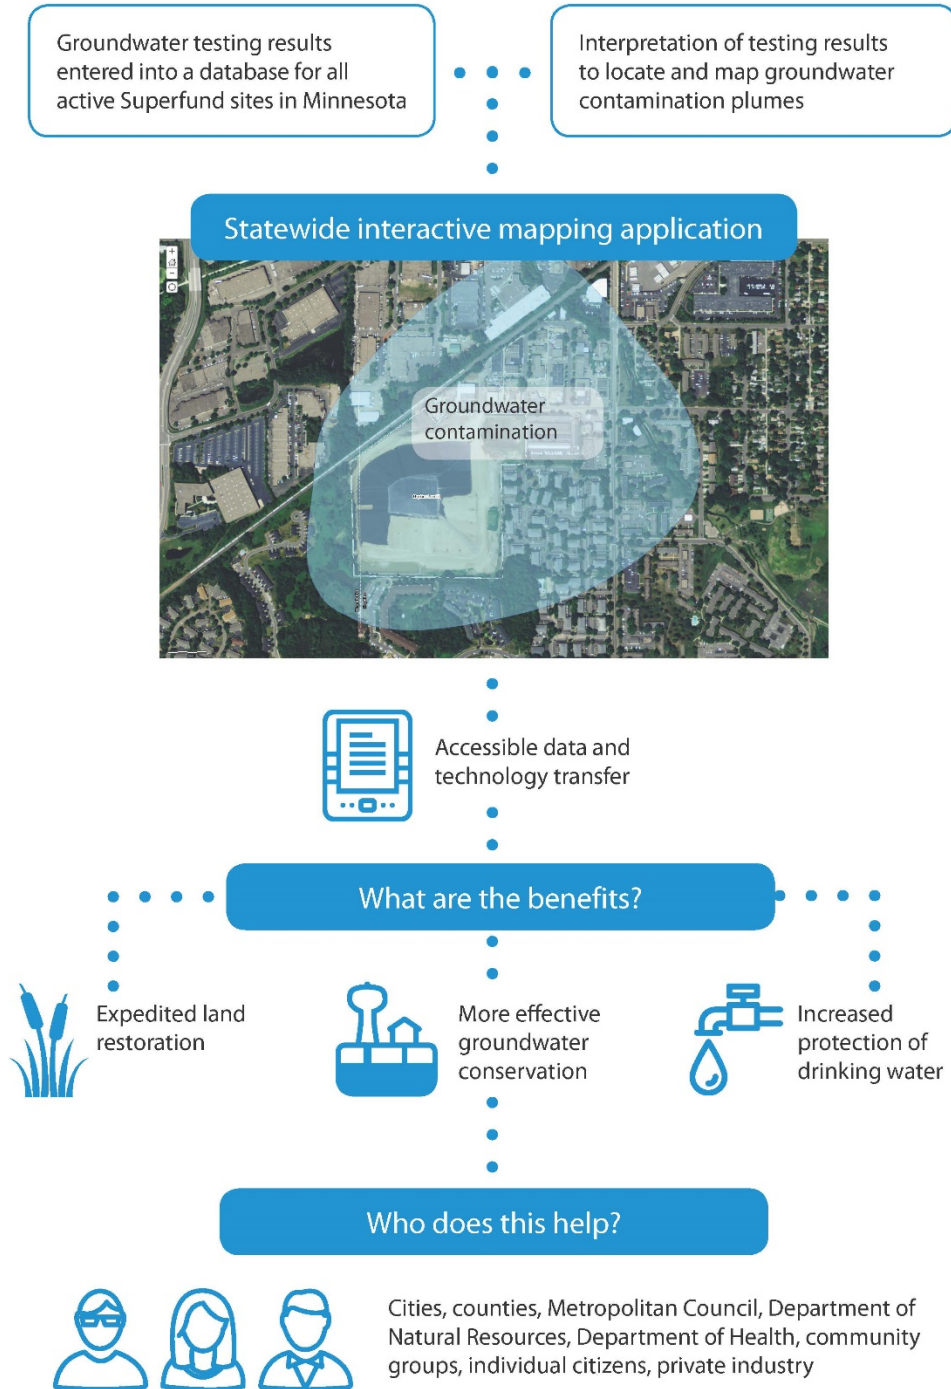 Groundwater testing results
entered into a database for all
active Superfund sites in Minnesota
Interpretation of testing results
to locate and map groundwater
contamination plumes
Statewide interactive mapping application
Groundwater
contamination
Accessible data and
technology transfer
What are the benefits?
Expedited land
restoration
More effective
groundwater
conservation
Increased
protection of
drinking water
Who does this help?
Cities, counties, Metropolitan Council, Department of
Natural Resources, Department of Health, community
groups, individual citizens, private industry